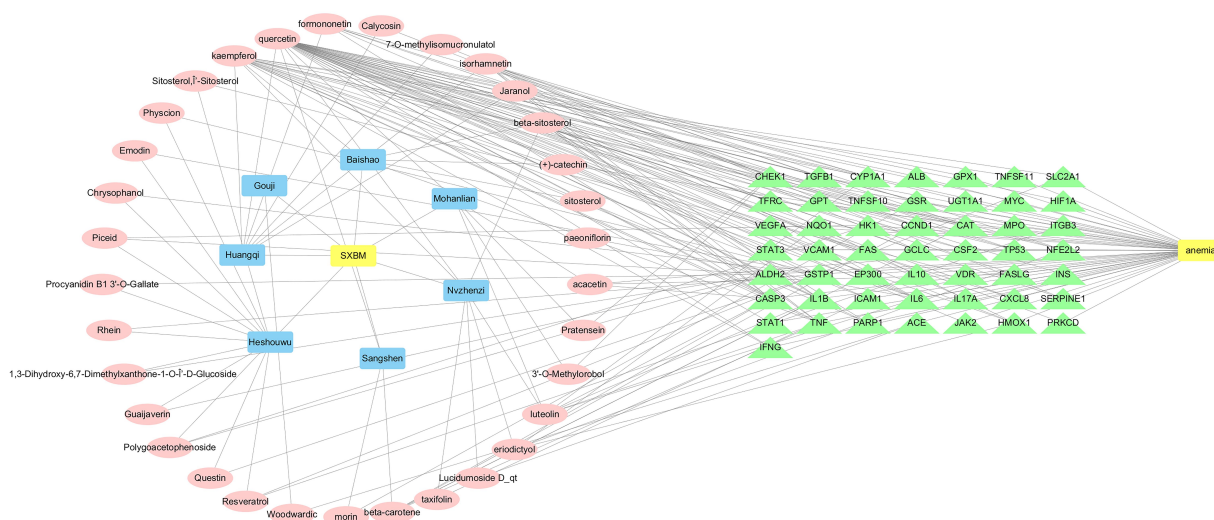 formononetin
Calycosin
quercetin
7-O-methylisomucronulatol
kaempferol
isorhamnetin
Sitosterol,Î'-Sitosterol
Jaranol
Physcion
beta-sitosterol
Emodin
Baishao
(+)-catechin
Chrysophanol
Gouji
Mohanlian
sitosterol
Piceid
paeoniflorin
Huangqi
SXBM
Procyanidin B1 3'-O-Gallate
Nvzhenzi
acacetin
Rhein
Heshouwu
Pratensein
1,3-Dihydroxy-6,7-Dimethylxanthone-1-O-Î²-D-Glucoside
Sangshen
3'-O-Methylorobol
Guaijaverin
luteolin
Polygoacetophenoside
eriodictyol
Questin
Lucidumoside D_qt
Resveratrol
taxifolin
Woodwardic
morin
beta-carotene
CHEK1 TGFB1 CYP1A1 ALB GPX1 TNFSF11 SLC2A1
TFRC GPT TNFSF10 GSR UGT1A1 MYC HIF1A
VEGFA NQO1 HK1 CCND1 CAT MPO ITGB3
STAT3 VCAM1 FAS GCLC CSF2 TP53 NFE2L2
ALDH2 GSTP1 EP300 IL10 VDR FASLG INS
CASP3 IL1B ICAM1 IL6 IL17A CXCL8 SERPINE1
STAT1 TNF PARP1 ACE JAK2 HMOX1 PRKCD
IFNG
anemia